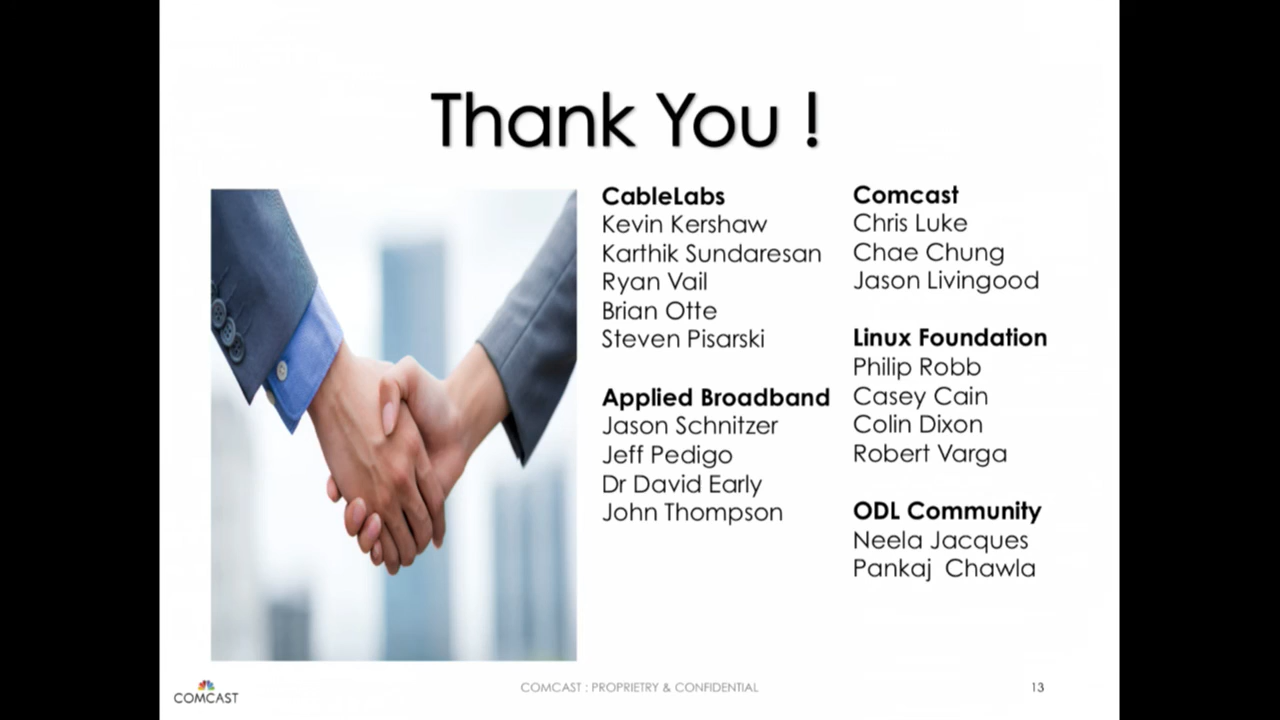 Thank You !
CableLabs
Kevin Kershaw
Karthik Sundaresan
Ryan Vail
Brian Otte
Steven Pisarski
Applied Broadband
Jason Schnitzer
Jeff Pedigo
Dr David Early
John Thompson
Comcast
Chris Luke
Chae Chung
Jason Livingood
Linux Foundation
Philip Robb
Casey Cain
Colin Dixon
Robert Varga
ODL Community
Neela Jacques
Pankaj  Chawla
COMCAST
COMCAST : PROPRIETRY & CONFIDENTIAL
13